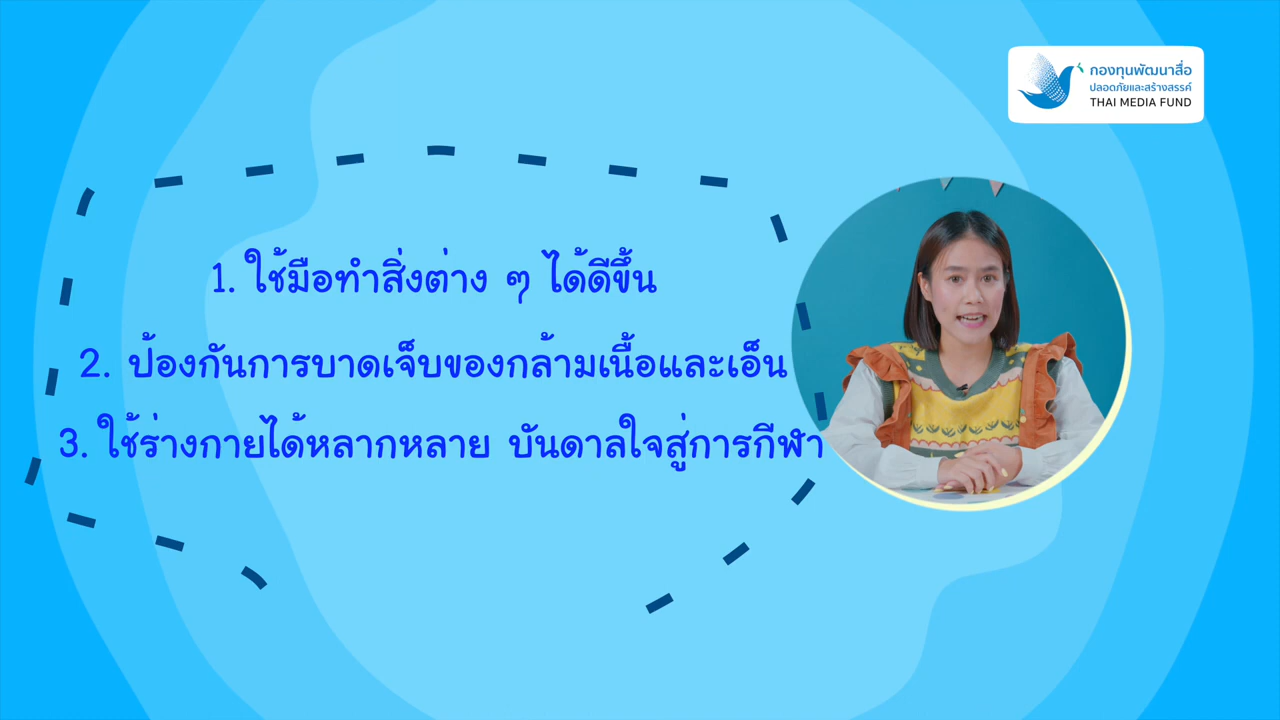 กองทุนพัฒนาสื่อ
ปลอดภัยและสร้างสรรค์
THAI MEDIA FUND
1. ใช้มือทำสิ่งต่าง ๆ ได้ดีขึ้น
2. ป้องกันการบาดเจ็บของกล้ามเนื้อและเอ็น
3. ใช้ร่างกายได้หลากหลาย บันดาลใจสู่การกีฬา